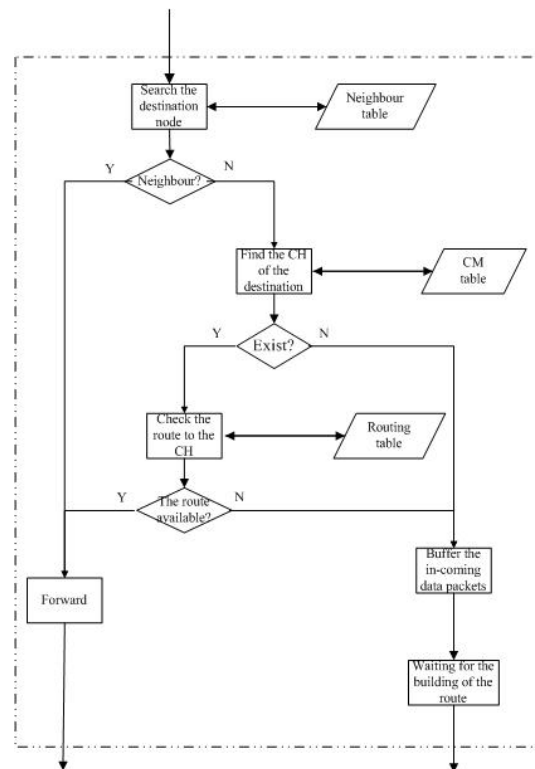 Search the
destination
node
Neighbour
table
Y
N
Neighbour?
Find the CH
of the
destination
CM
table
Y
N
Exist?
Check the
route to the
CH
Routing
table
Y
N
The route
available?
Buffer the
in-coming
data packets
Forward
Waiting for the
building of the
route